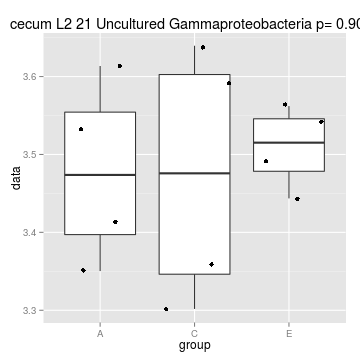 cecum L2 21 Uncultured Gammaproteobacteria p= 0.90
3.6
3.5
3.4
3.3
data
A
C
E
group